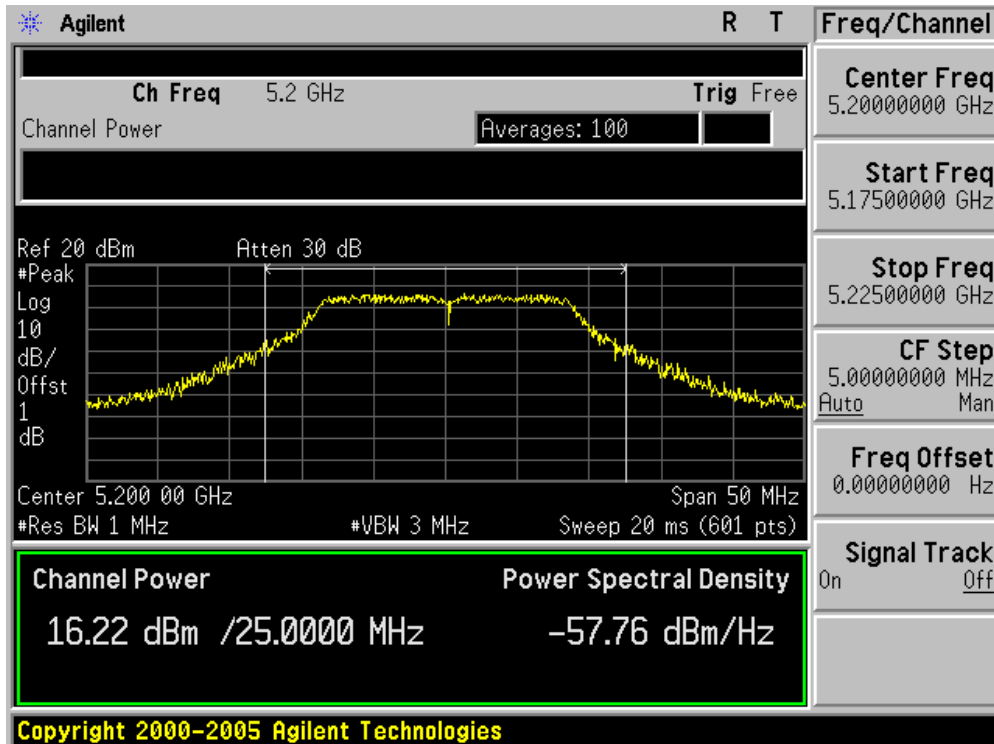 Agilent R T
Freq/Channel
Ch Freq 5.2 GHz Trig Free
Channel Power Averages: 100
Ref 20 dBm Atten 30 dB
#Peak
Log
10
dB/
Offst
1
dB
Center 5.200 00 GHz Span 50 MHz
#Res BW 1 MHz #VBW 3 MHz Sweep 20 ms (601 pts)
Channel Power Power Spectral Density
16.22 dBm /25.0000 MHz -57.76 dBm/Hz
Copyright 2000-2005 Agilent Technologies
Center Freq
5.20000000 GHz
Start Freq
5.17500000 GHz
Stop Freq
5.22500000 GHz
CF Step
5.00000000 MHz
Auto Man
Freq Offset
0.00000000 Hz
Signal Track
On Off